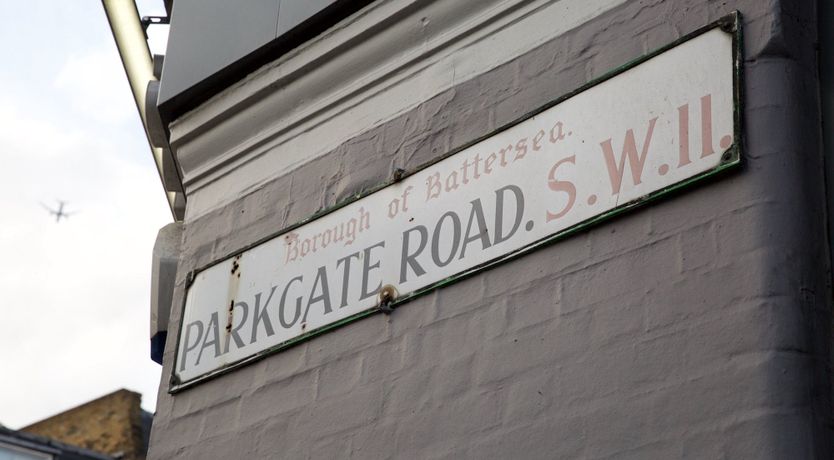 Borough of Battersea.
PARKGATE ROAD. S.W.11.